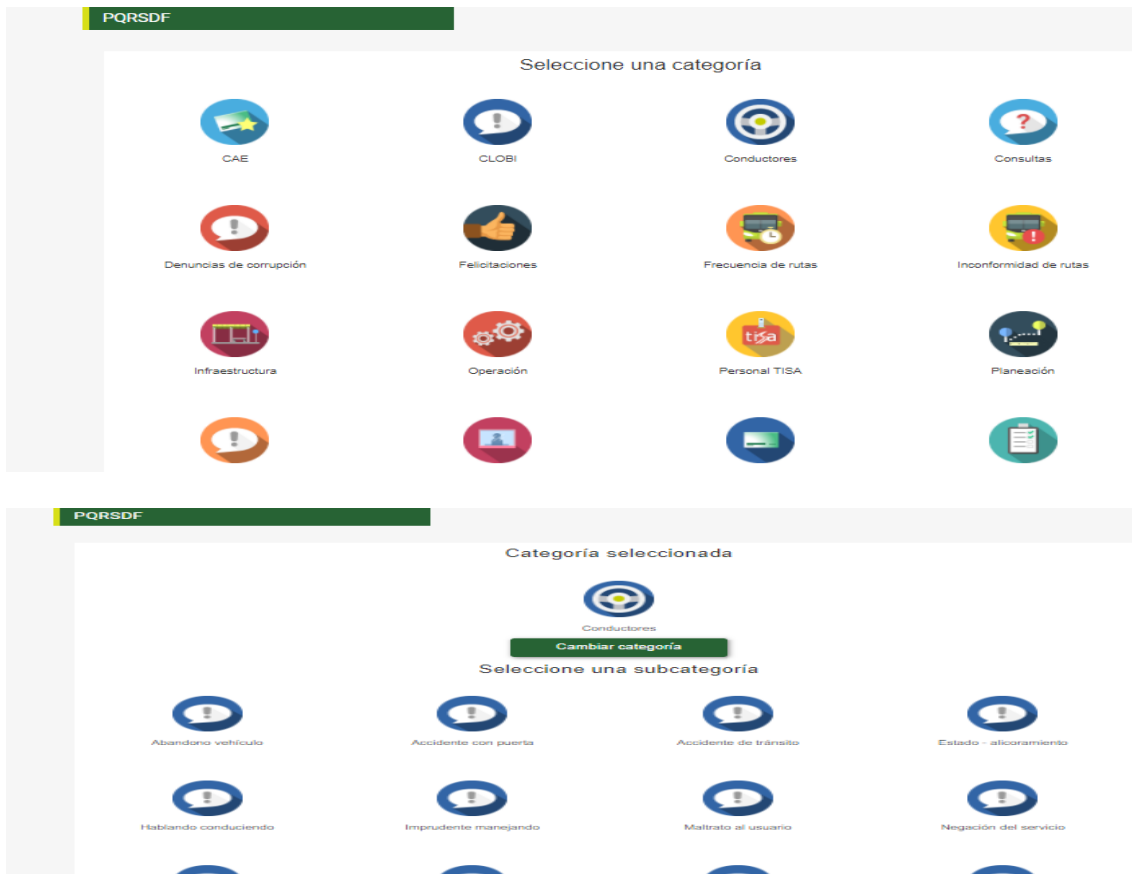 PQRSDF
Seleccione una categoría
CAE CLOBI Conductores Consultas
Denuncias de corrupción Felicitaciones Frecuencia de rutas Inconformidad de rutas
tisa
Infraestructura Operación Personal TISA Planeación
PQRSDF
Categoría seleccionada
Conductores
Cambiar categoría
Seleccione una subcategoría
Abandono vehículo Accidente con puerta Accidente de tránsito Estado - alicoramiento
Hablando conduciendo Imprudente manejando Maltrato al usuario Negación del servicio